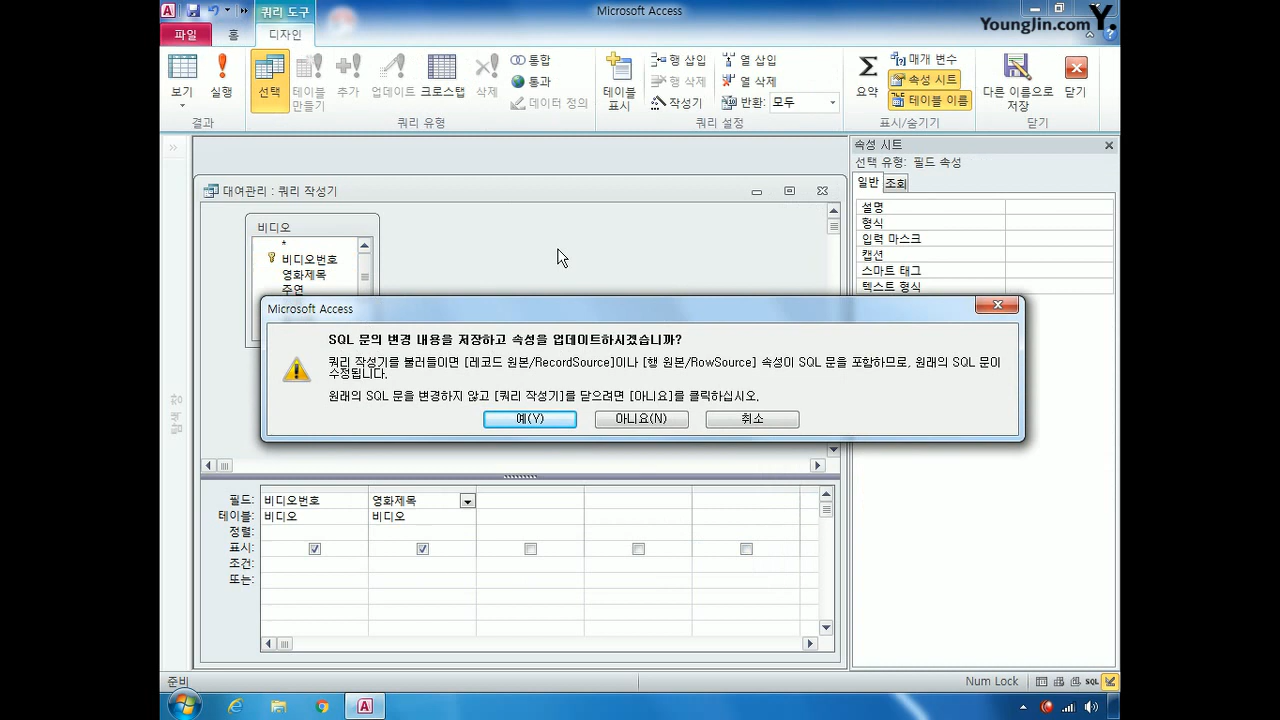 쿼리 도구
Microsoft Access
YoungJin.com Y.
파일
홈
디자인
보기
실행
선택
테이블 만들기
추가
업데이트
크로스탭
삭제
통합
통과
데이터 정의
테이블 표시
행 삽입
행 삭제
작성기
열 삽입
열 삭제
반환: 모두
요약
매개 변수
속성 시트
테이블 이름
다른 이름으로 저장
닫기
결과
쿼리 유형
쿼리 설정
표시/숨기기
닫기
속성 시트
선택 유형: 필드 속성
일반
조회
설명
형식
입력 마스크
캡션
스마트 태그
텍스트 형식
탐색 창
대여관리 : 쿼리 작성기
비디오
*
비디오번호
영화제목
주연
Microsoft Access
SQL 문의 변경 내용을 저장하고 속성을 업데이트하시겠습니까?
쿼리 작성기를 불러들이면 [레코드 원본/RecordSource]이나 [행 원본/RowSource] 속성이 SQL 문을 포함하므로, 원래의 SQL 문이
수정됩니다.
원래의 SQL 문을 변경하지 않고 [쿼리 작성기]를 닫으려면 [아니요]를 클릭하십시오.
예(Y)
아니요(N)
취소
필드: 비디오번호 영화제목
테이블: 비디오 비디오
정렬:
표시:
조건:
또는:
준비
Num Lock
SQL